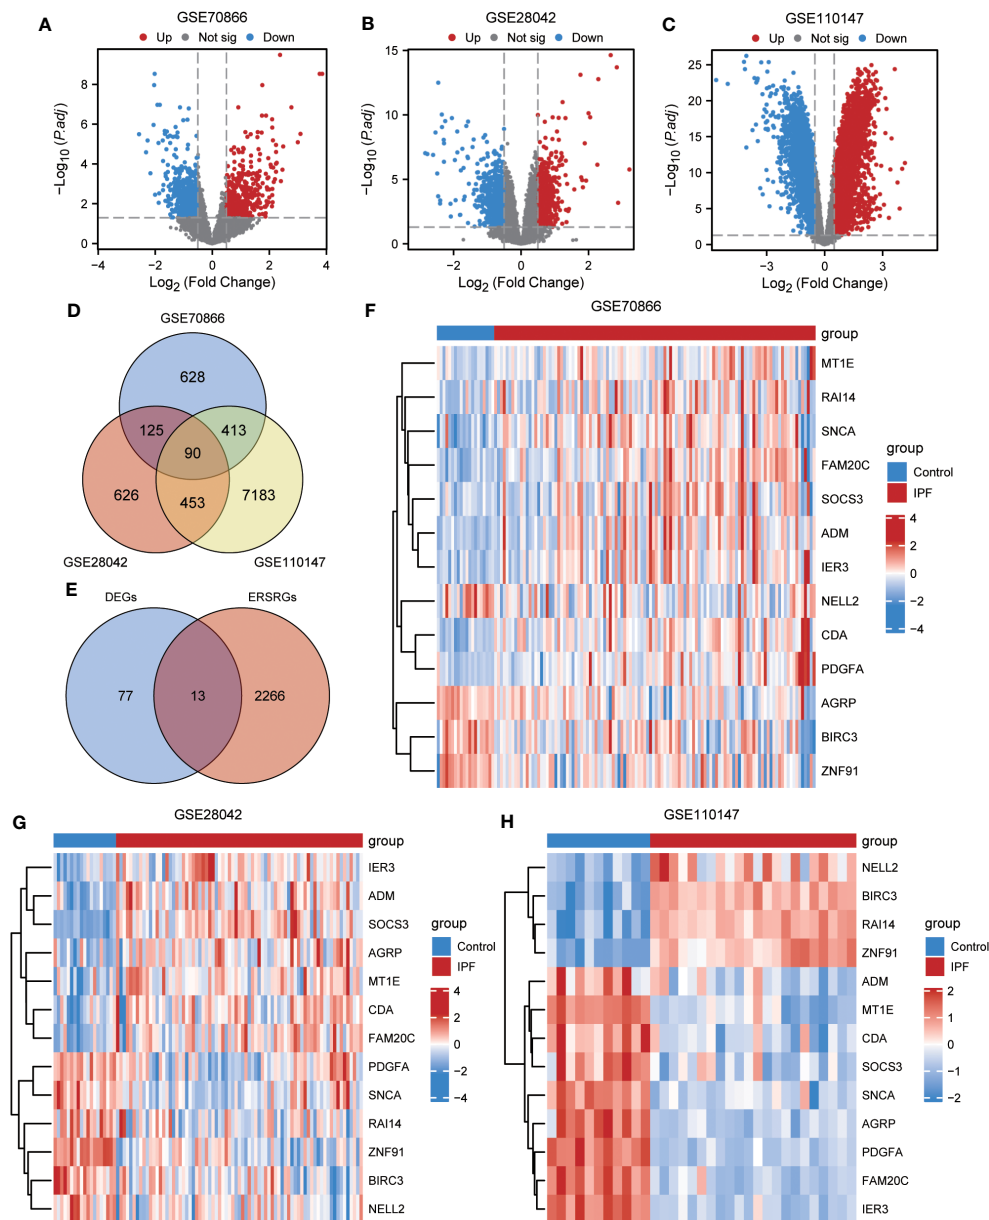 A
GSE70866
Up Not sig Down
−Log10 (P.adj)
8
6
4
2
0
−4 −2 0 2 4
Log2 (Fold Change)
B
GSE28042
Up Not sig Down
−Log10 (P.adj)
15
10
5
0
−2 0 2
Log2 (Fold Change)
C
GSE110147
Up Not sig Down
−Log10 (P.adj)
25
20
15
10
5
0
−3 0 3
Log2 (Fold Change)
D
GSE70866
628
125
413
90
626
453
7183
GSE28042
GSE110147
E
DEGs
ERSRGs
77
13
2266
F
GSE70866
group
MT1E
RAI14
SNCA
FAM20C
SOCS3
ADM
IER3
NELL2
CDA
PDGFA
AGRP
BIRC3
ZNF91
group
Control
IPF
4
2
0
−2
−4
G
GSE28042
group
IER3
ADM
SOCS3
AGRP
MT1E
CDA
FAM20C
PDGFA
SNCA
RAI14
ZNF91
BIRC3
NELL2
group
Control
IPF
4
2
0
−2
−4
H
GSE110147
group
NELL2
BIRC3
RAI14
ZNF91
ADM
MT1E
CDA
SOCS3
SNCA
AGRP
PDGFA
FAM20C
IER3
group
Control
IPF
2
1
0
−1
−2